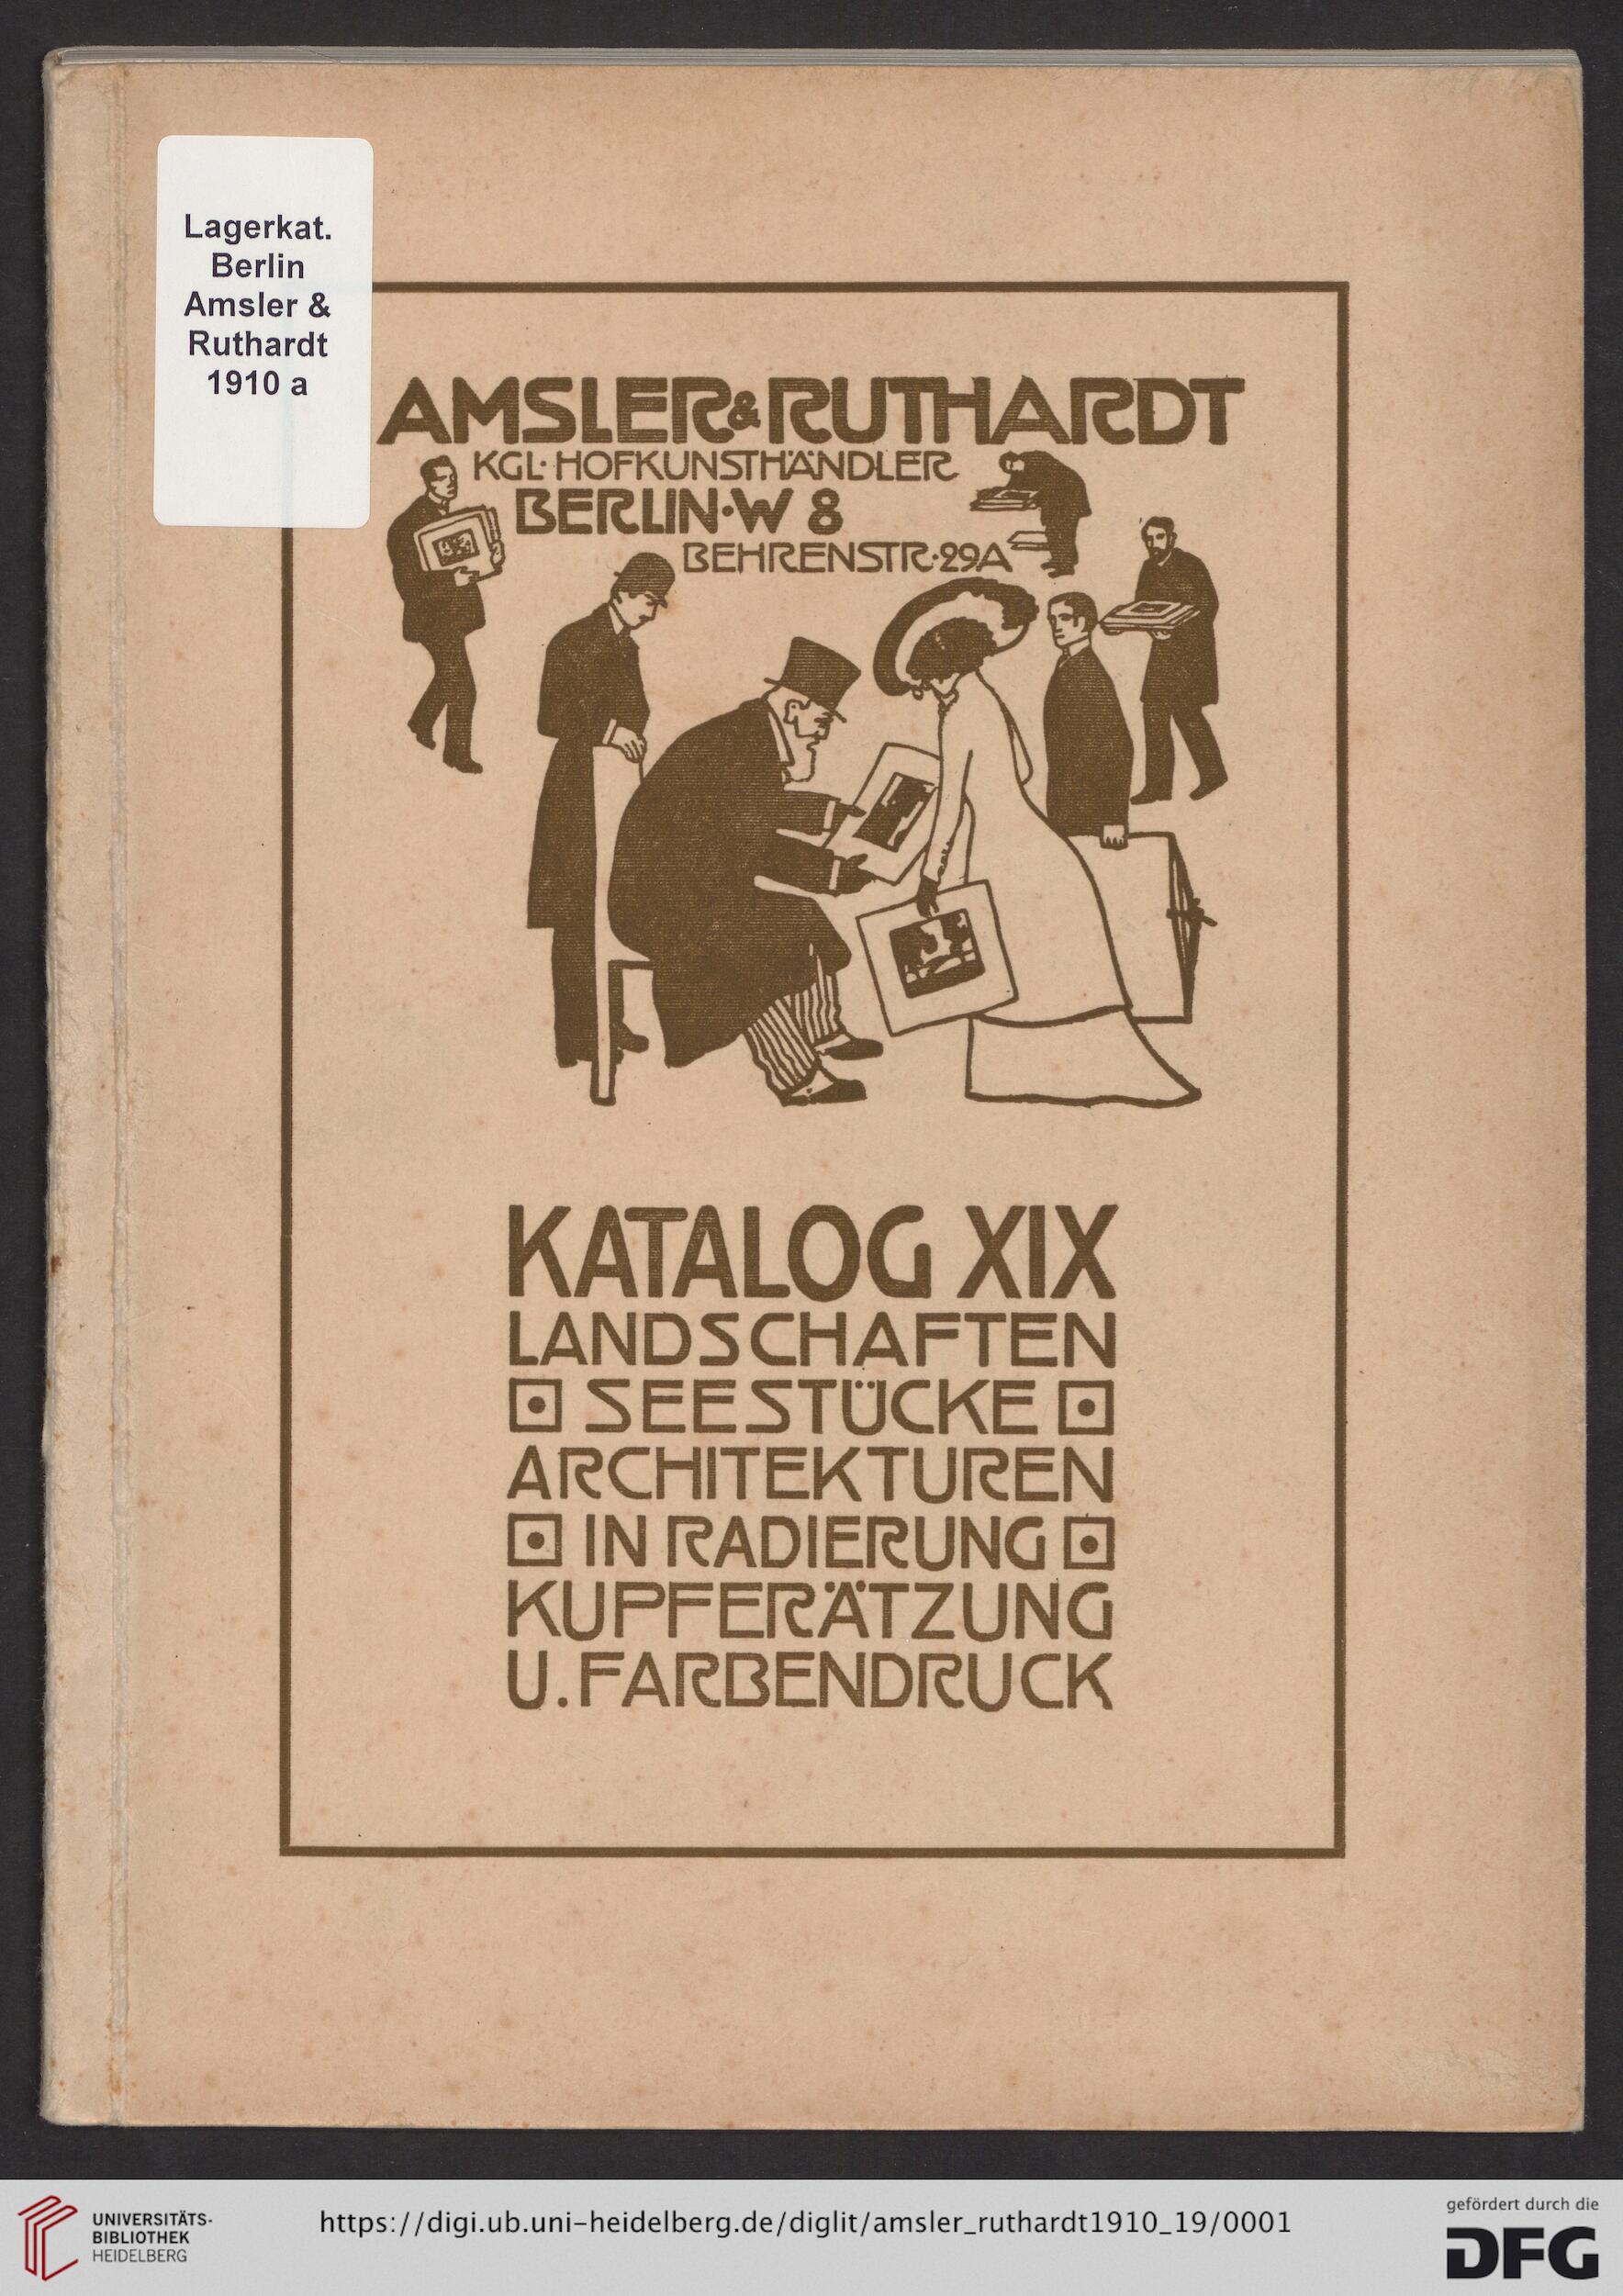 Lagerkat.
Berlin
Amsler &
Ruthardt
1910 a
AMSLER & RUTHARDT
KGL· HOFKUNSTHÄNDLER
BERLIN·W 8
BEHRENSTR·29A
KATALOG XIX
LANDSCHAFTEN
SEESTÜCKE
ARCHITEKTUREN
IN RADIERUNG
KUPFERÄTZUNG
U. FARBENDRUCK
UNIVERSITÄTS-
BIBLIOTHEK
HEIDELBERG
https://digi.ub.uni-heidelberg.de/diglit/amsler_ruthardt1910_19/0001
gefördert durch die
DFG